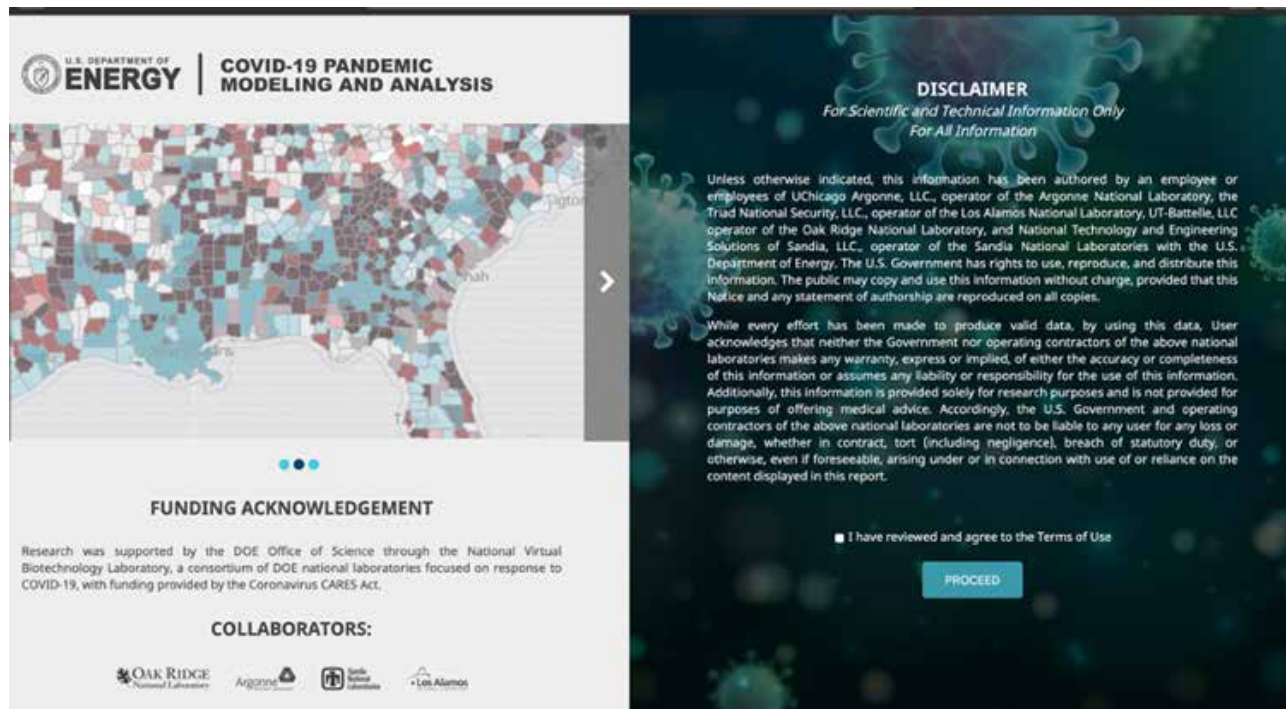 U.S. DEPARTMENT OF
ENERGY
COVID-19 PANDEMIC
MODELING AND ANALYSIS
FUNDING ACKNOWLEDGEMENT
Research was supported by the DOE Office of Science through the National Virtual
Biotechnology Laboratory, a consortium of DOE national laboratories focused on response to
COVID-19, with funding provided by the Coronavirus CARES Act.
COLLABORATORS:
OAK RIDGE
National Laboratory
Argonne
Sandia
National
Laboratories
Los Alamos
DISCLAIMER
For Scientific and Technical Information Only
For All Information
Unless otherwise indicated, this information has been authored by an employee or
employees of UChicago Argonne, LLC., operator of the Argonne National Laboratory, the
Triad National Security, LLC., operator of the Los Alamos National Laboratory, UT-Battelle, LLC
operator of the Oak Ridge National Laboratory, and National Technology and Engineering
Solutions of Sandia, LLC., operator of the Sandia National Laboratories with the U.S.
Department of Energy. The U.S. Government has rights to use, reproduce, and distribute this
information. The public may copy and use this information without charge, provided that this
Notice and any statement of authorship are reproduced on all copies.
While every effort has been made to produce valid data, by using this data, User
acknowledges that neither the Government nor operating contractors of the above national
laboratories makes any warranty, express or implied, of either the accuracy or completeness
of this information or assumes any liability or responsibility for the use of this information.
Additionally, this information is provided solely for research purposes and is not provided for
purposes of offering medical advice. Accordingly, the U.S. Government and operating
contractors of the above national laboratories are not to be liable to any user for any loss or
damage, whether in contract, tort (including negligence), breach of statutory duty, or
otherwise, even if foreseeable, arising under or in connection with use of or reliance on the
content displayed in this report.
I have reviewed and agree to the Terms of Use
PROCEED